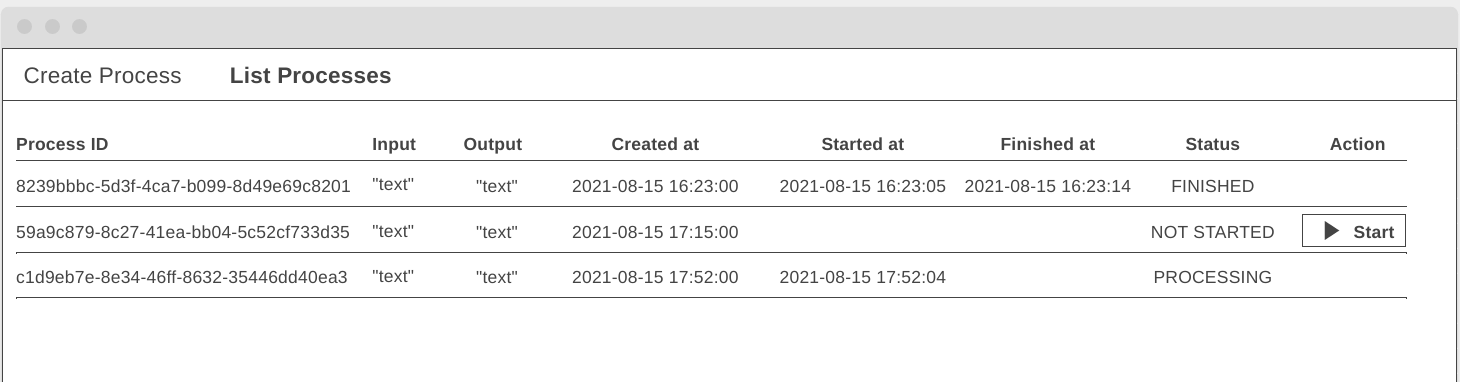 Create Process List Processes
Process ID Input Output Created at Started at Finished at Status Action
8239bbbc-5d3f-4ca7-b099-8d49e69c8201 "text" "text" 2021-08-15 16:23:00 2021-08-15 16:23:05 2021-08-15 16:23:14 FINISHED
59a9c879-8c27-41ea-bb04-5c52cf733d35 "text" "text" 2021-08-15 17:15:00 NOT STARTED Start
c1d9eb7e-8e34-46ff-8632-35446dd40ea3 "text" "text" 2021-08-15 17:52:00 2021-08-15 17:52:04 PROCESSING